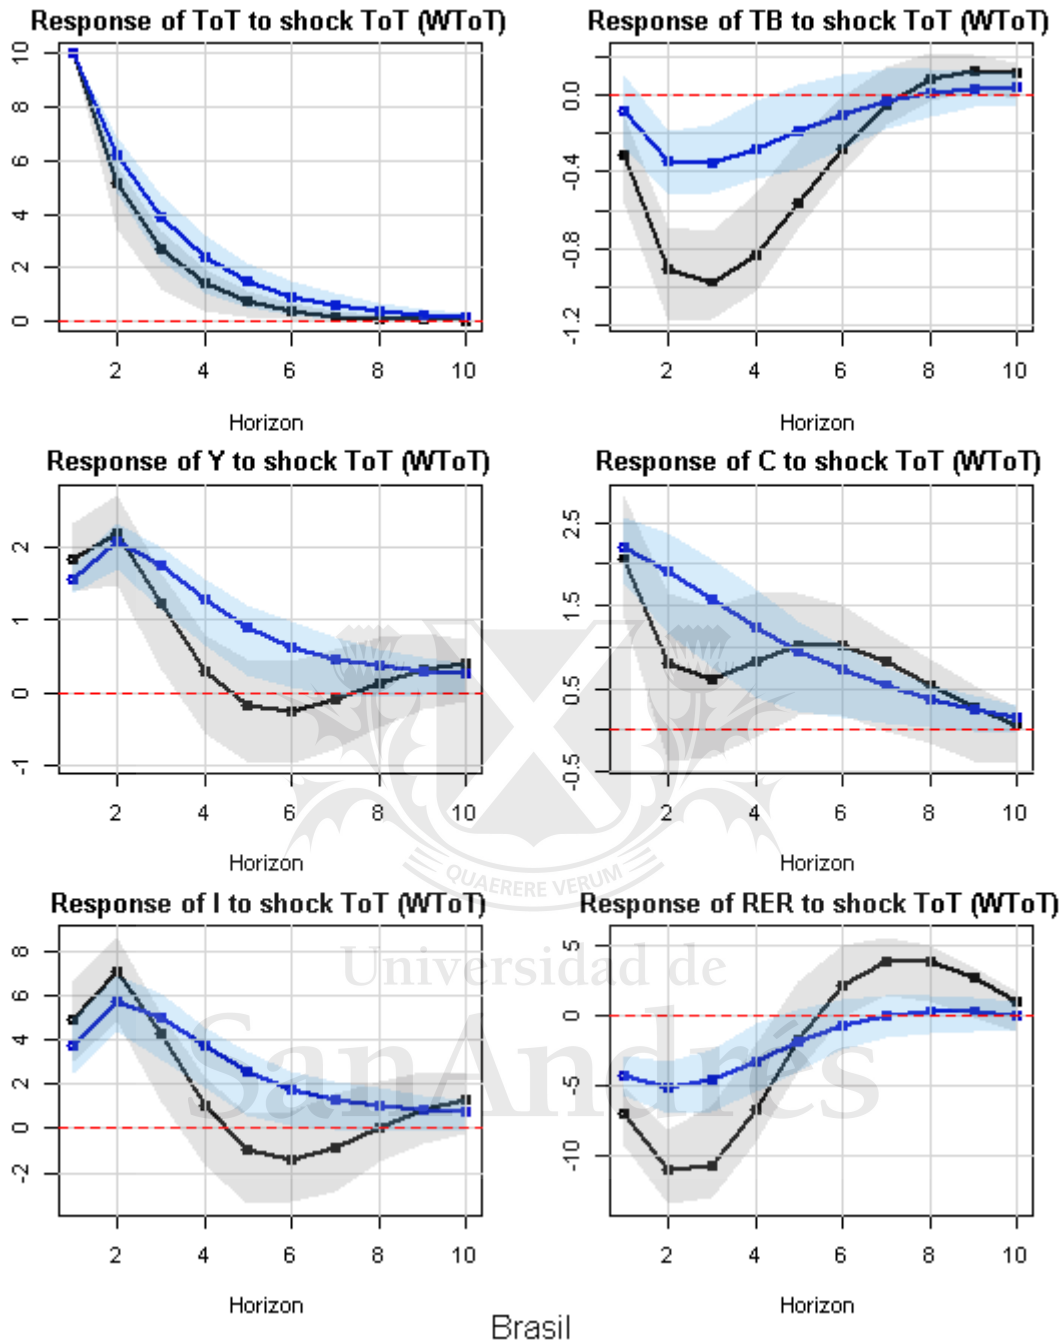 Response of ToT to shock ToT (WToT)
Response of TB to shock ToT (WToT)
10
8
6
4
2
0
0.0
-0.4
-0.8
-1.2
2 4 6 8 10
2 4 6 8 10
Horizon
Horizon
Response of Y to shock ToT (WToT)
Response of C to shock ToT (WToT)
2
1
0
-1
2.5
1.5
0.5
-0.5
2 4 6 8 10
2 4 6 8 10
Horizon
Horizon
QUAERERE VERUM
Response of I to shock ToT (WToT)
Response of RER to shock ToT (WToT)
8
6
4
2
0
-2
5
0
-5
-10
Universidad de
SanAndrés
2 4 6 8 10
2 4 6 8 10
Horizon
Horizon
Brasil